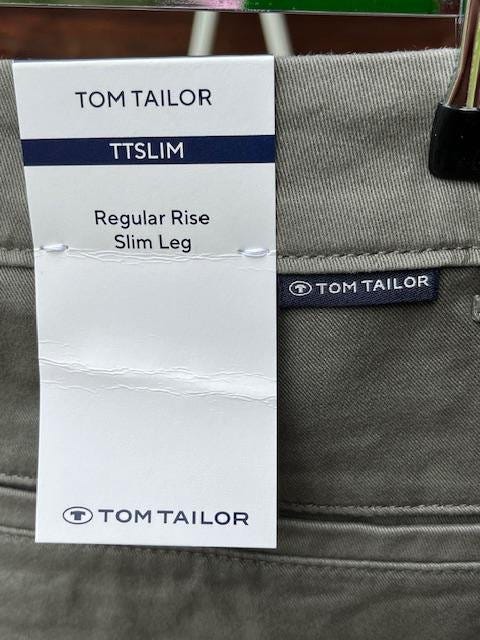 TOM TAILOR
TTSLIM
Regular Rise
Slim Leg
TOM TAILOR
TOM TAILOR